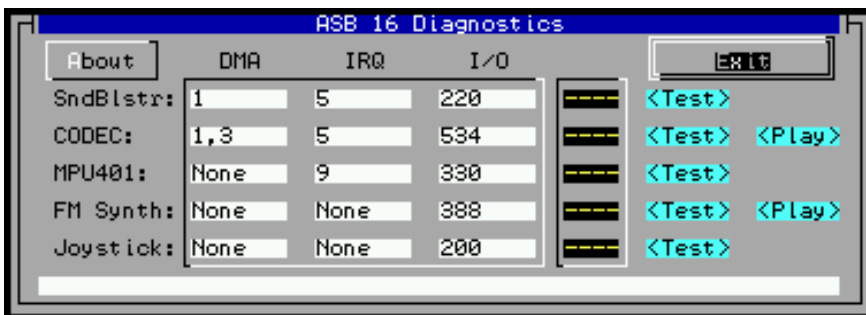 ASB 16 Diagnostics
About DMA IRQ I/O Exit
SndBlstr: 1 5 220 ---- <Test>
CODEC: 1,3 5 534 ---- <Test> <Play>
MPU401: None 9 330 ---- <Test>
FM Synth: None None 388 ---- <Test> <Play>
Joystick: None None 200 ---- <Test>